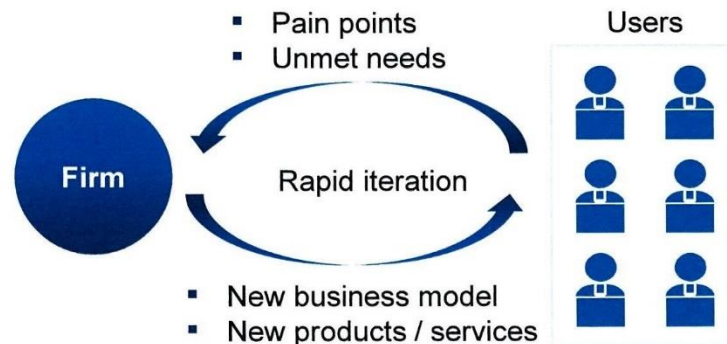 ▪ Pain points
▪ Unmet needs
Users
Firm
Rapid iteration
▪ New business model
▪ New products / services